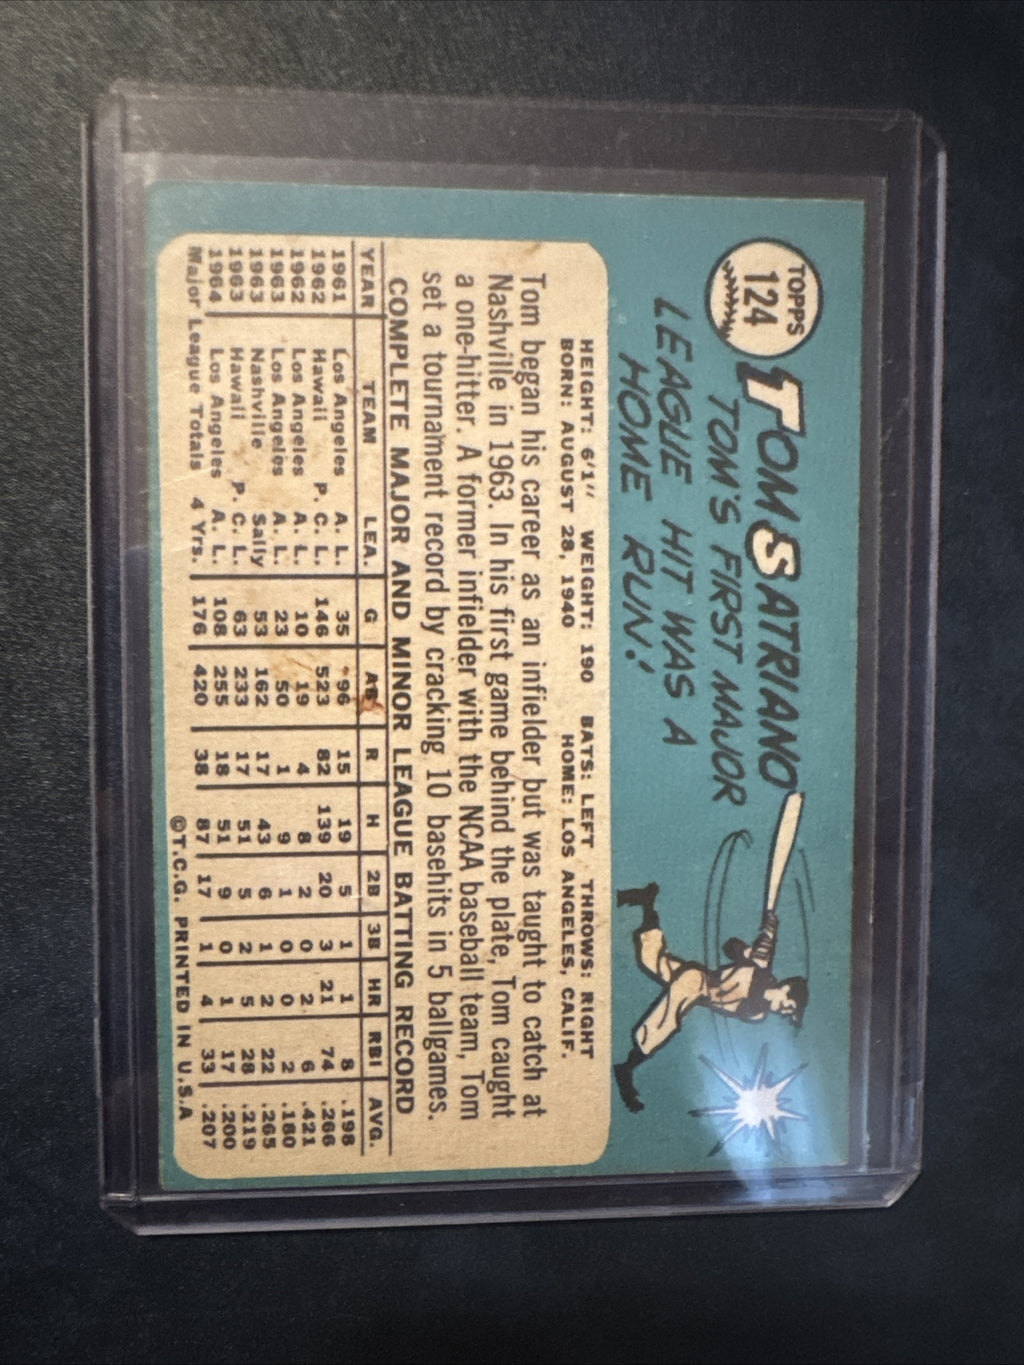 TOPPS
124
TOM SATRIANO
TOM'S FIRST MAJOR
LEAGUE HIT WAS A
HOME RUN!
HEIGHT: 6'1" WEIGHT: 190 BATS: LEFT THROWS: RIGHT
BORN: AUGUST 28, 1940 HOME: LOS ANGELES, CALIF.
Tom began his career as an infielder but was taught to catch at
Nashville in 1963. In his first game behind the plate, Tom caught
a one-hitter. A former infielder with the NCAA baseball team, Tom
set a tournament record by cracking 10 basehits in 5 ballgames.
COMPLETE MAJOR AND MINOR LEAGUE BATTING RECORD
YEAR TEAM LEA. G AB R H 2B 3B HR RBI AVG.
1961 Los Angeles A. L. 35 *96 15 19 5 1 1 8 .198
1962 Hawaii P. C. L. 146 523 82 139 20 3 21 74 .266
1962 Los Angeles A. L. 10 19 4 8 2 0 2 6 .421
1963 Los Angeles A. L. 23 50 1 9 1 0 0 2 .180
1963 Nashville Sally 53 162 17 43 6 1 2 22 .265
1963 Hawaii P. C. L. 63 233 17 51 5 2 5 28 .219
1964 Los Angeles A. L. 108 255 18 51 9 0 1 17 .200
Major League Totals 4 Yrs. 176 420 38 87 17 1 4 33 .207
©T.C.G. PRINTED IN U.S.A